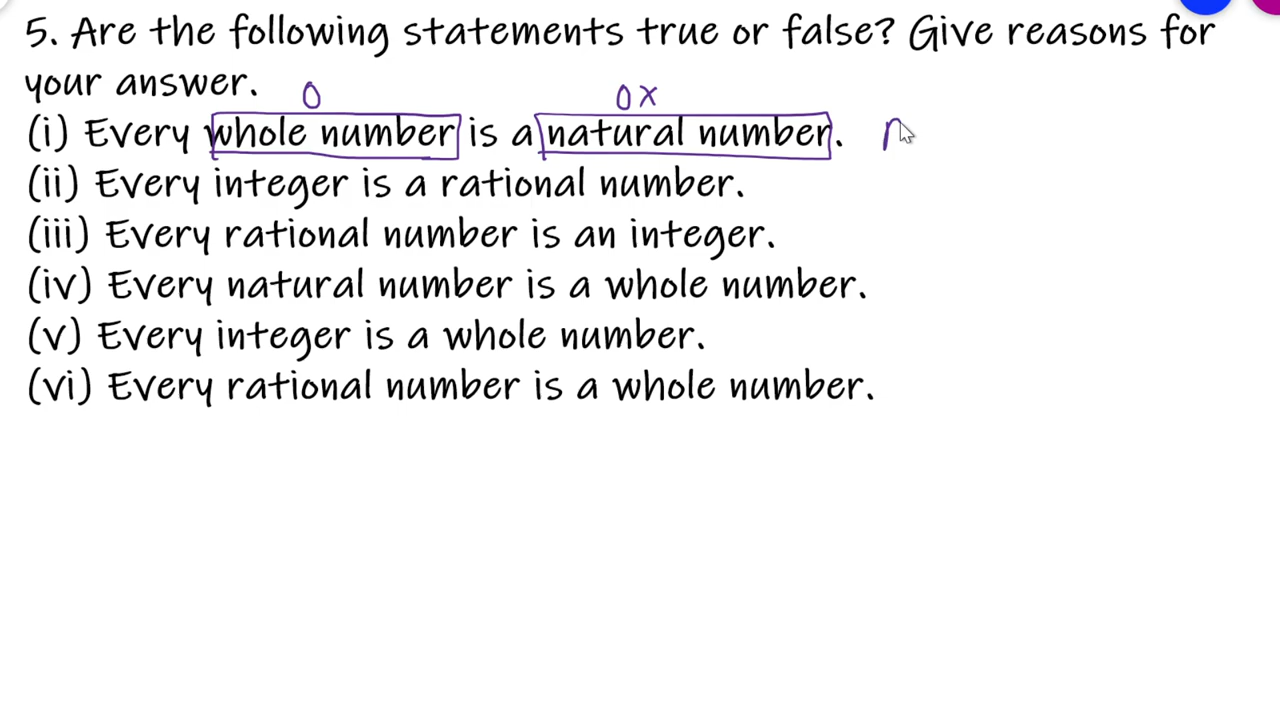 5. Are the following statements true or false? Give reasons for
your answer.
0 0 x
(i) Every whole number is a natural number.
(ii) Every integer is a rational number.
(iii) Every rational number is an integer.
(iv) Every natural number is a whole number.
(v) Every integer is a whole number.
(vi) Every rational number is a whole number.